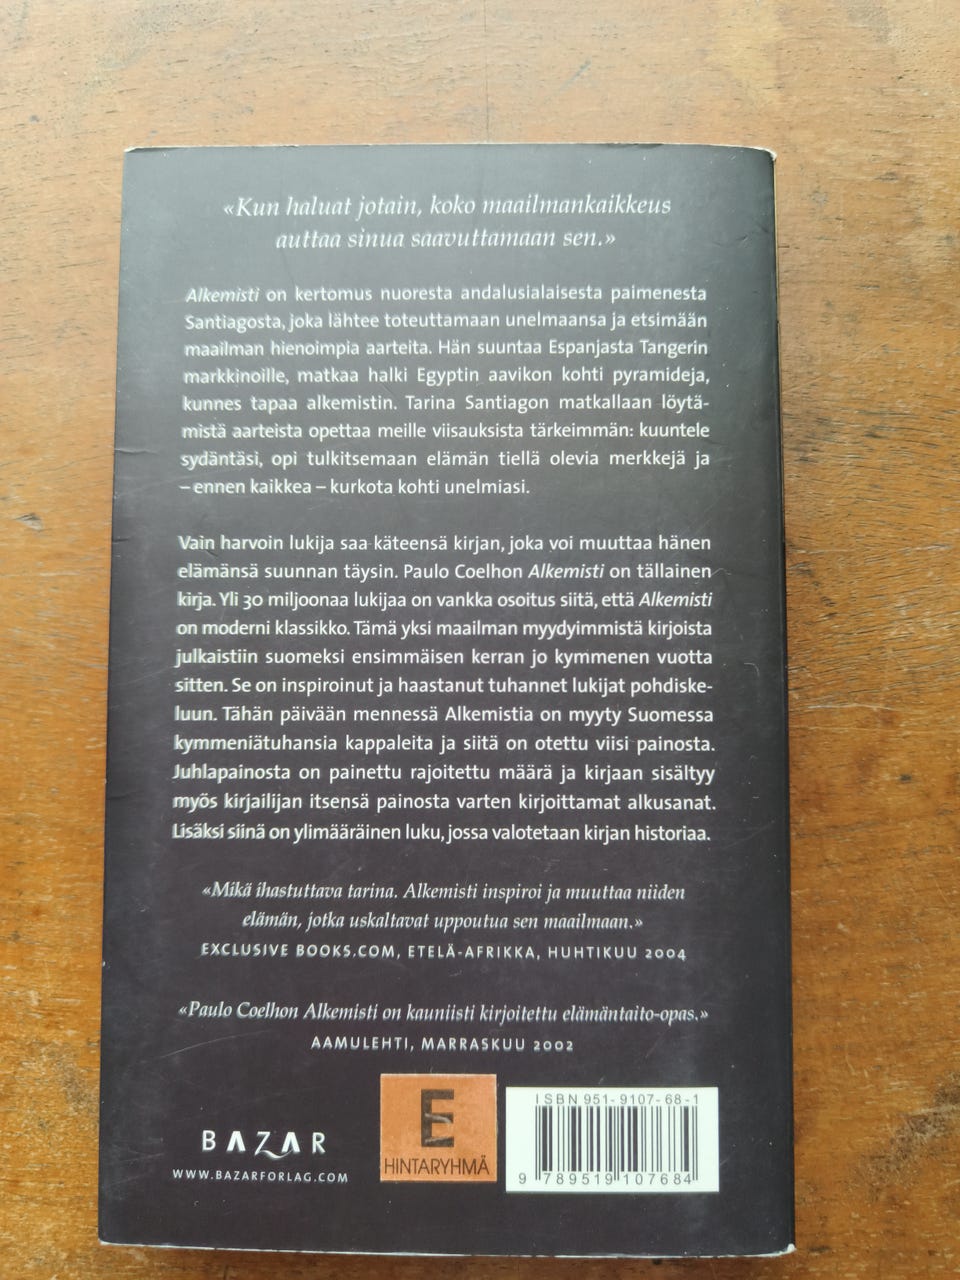 «Kun haluat jotain, koko maailmankaikkeus
auttaa sinua saavuttamaan sen.»
Alkemisti on kertomus nuoresta andalusialaisesta paimenesta
Santiagosta, joka lähtee toteuttamaan unelmaansa ja etsimään
maailman hienoimpia aarteita. Hän suuntaa Espanjasta Tangerin
markkinoille, matkaa halki Egyptin aavikon kohti pyramideja,
kunnes tapaa alkemistin. Tarina Santiagon matkallaan löytä-
mistä aarteista opettaa meille viisauksista tärkeimmän: kuuntele
sydäntäsi, opi tulkitsemaan elämän tiellä olevia merkkejä ja
– ennen kaikkea – kurkota kohti unelmiasi.
Vain harvoin lukija saa käteensä kirjan, joka voi muuttaa hänen
elämänsä suunnan täysin. Paulo Coelhon Alkemisti on tällainen
kirja. Yli 30 miljoonaa lukijaa on vankka osoitus siitä, että Alkemisti
on moderni klassikko. Tämä yksi maailman myydyimmistä kirjoista
julkaistiin suomeksi ensimmäisen kerran jo kymmenen vuotta
sitten. Se on inspiroinut ja haastanut tuhannet lukijat pohdiske-
luun. Tähän päivään mennessä Alkemistia on myyty Suomessa
kymmeniätuhansia kappaleita ja siitä on otettu viisi painosta.
Juhlapainosta on painettu rajoitettu määrä ja kirjaan sisältyy
myös kirjailijan itsensä painosta varten kirjoittamat alkusanat.
Lisäksi siinä on ylimääräinen luku, jossa valotetaan kirjan historiaa.
«Mikä ihastuttava tarina. Alkemisti inspiroi ja muuttaa niiden
elämän, jotka uskaltavat uppoutua sen maailmaan.»
EXCLUSIVE BOOKS.COM, ETELÄ-AFRIKKA, HUHTIKUU 2004
«Paulo Coelhon Alkemisti on kauniisti kirjoitettu elämäntaito-opas.»
AAMULEHTI, MARRASKUU 2002
BAZAR
WWW.BAZARFORLAG.COM
E
HINTARYHMÄ
ISBN 951-9107-68-1
9 789519 107684